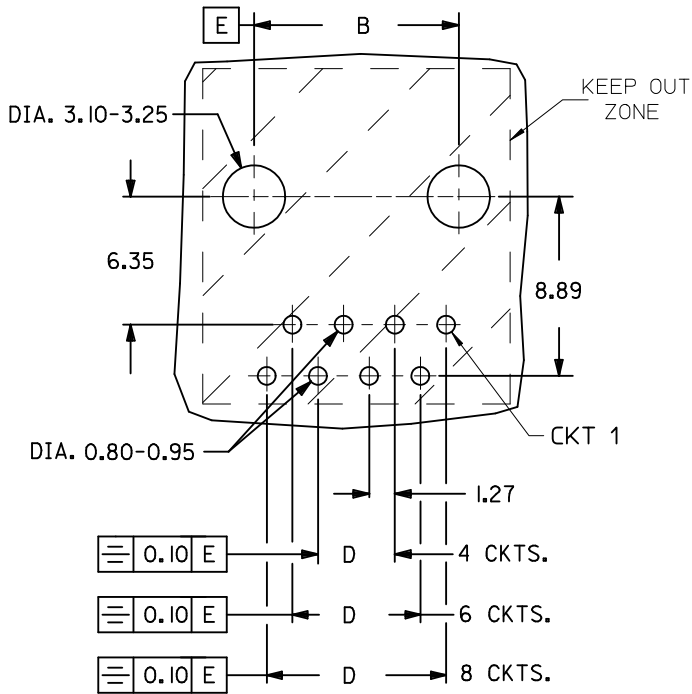 E B
KEEP OUT
ZONE
DIA. 3.10-3.25
6.35
8.89
CKT 1
DIA. 0.80-0.95
1.27
0.10 E D 4 CKTS.
0.10 E D 6 CKTS.
0.10 E D 8 CKTS.